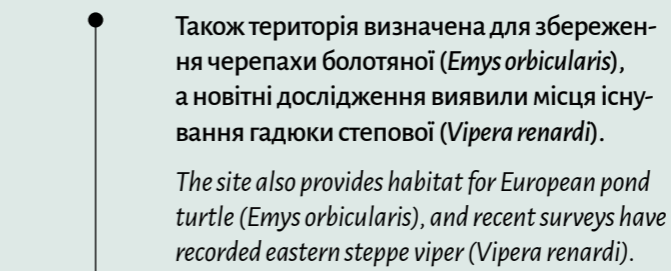 Також територія визначена для збережен-
ня черепахи болотяної (Emys orbicularis),
а новітні дослідження виявили місця існу-
вання гадюки степової (Vipera renardi).
The site also provides habitat for European pond
turtle (Emys orbicularis), and recent surveys have
recorded eastern steppe viper (Vipera renardi).